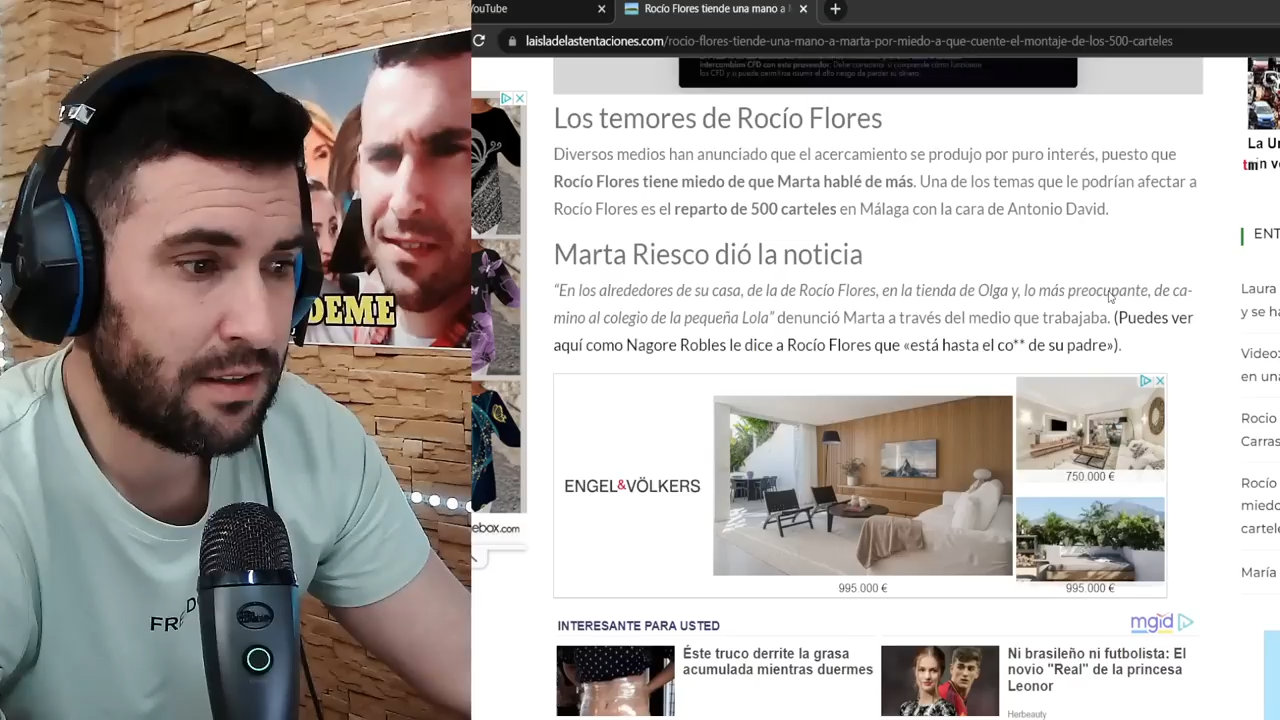 YouTube
Rocío Flores tiende una mano a
laisladelastentaciones.com/rocio-flores-tiende-una-mano-a-marta-por-miedo-a-que-cuente-el-montaje-de-los-500-carteles
Los temores de Rocío Flores
Diversos medios han anunciado que el acercamiento se produjo por puro interés, puesto que
Rocío Flores tiene miedo de que Marta hablé de más. Una de los temas que le podrían afectar a
Rocío Flores es el reparto de 500 carteles en Málaga con la cara de Antonio David.
Marta Riesco dió la noticia
“En los alrededores de su casa, de la de Rocío Flores, en la tienda de Olga y, lo más preocupante, de ca-
mino al colegio de la pequeña Lola” denunció Marta a través del medio que trabajaba. (Puedes ver
aquí como Nagore Robles le dice a Rocío Flores que «está hasta el co** de su padre»).
ENGEL&VÖLKERS
750.000 €
995.000 €
995.000 €
INTERESANTE PARA USTED
mgid
Éste truco derrite la grasa
acumulada mientras duermes
Ni brasileño ni futbolista: El
novio "Real" de la princesa
Leonor
Herbeauty
La Un
ENT
Laura
y se ha
Video:
en una
Rocio
Carras
Rocío
miedo
cartele
María
ebox.com
DEME
FR